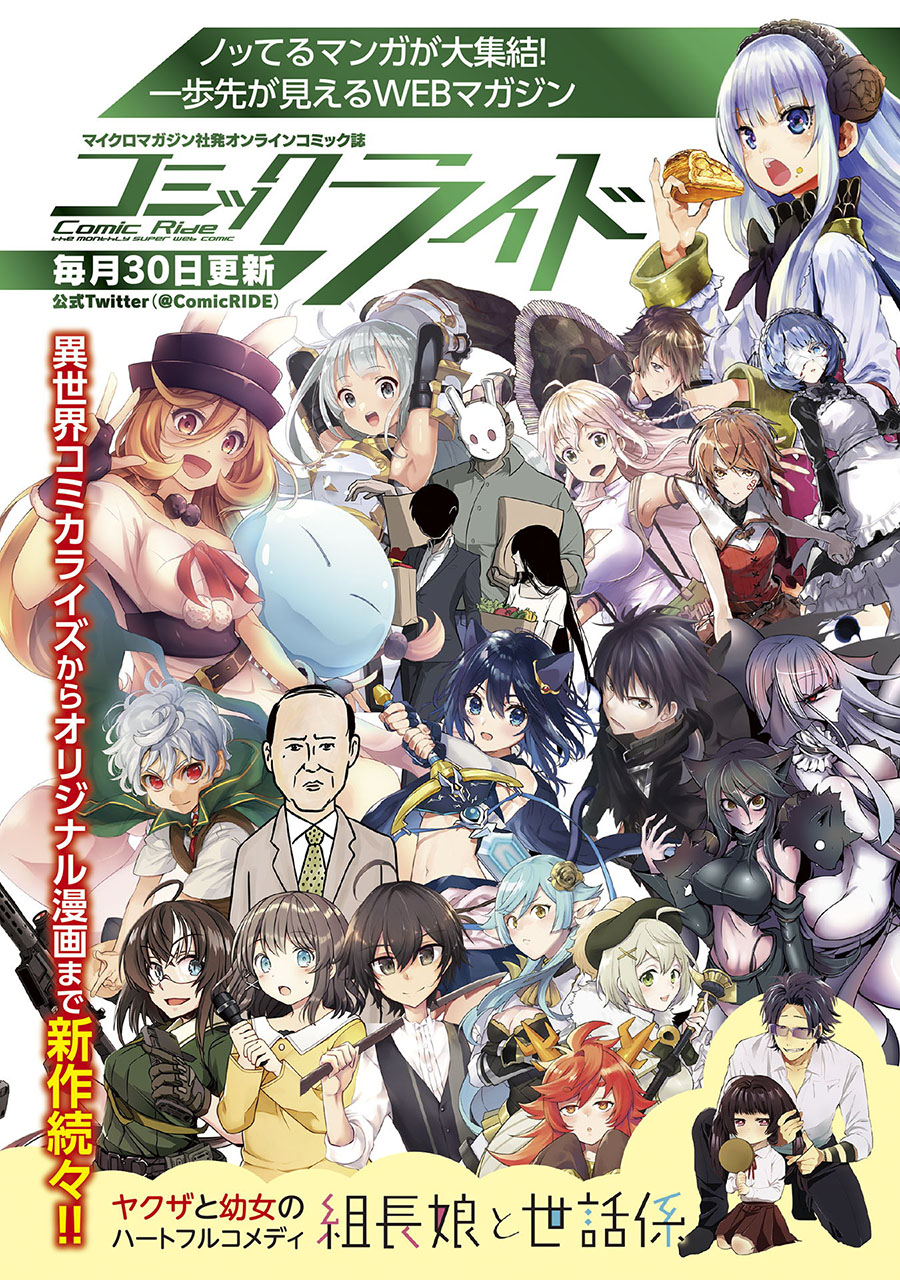 ノッてるマンガが大集結!
一歩先が見えるWEBマガジン
マイクロマガジン社発オンラインコミック誌
コミックライド
Comic Ride
the monthly super web comic
毎月30日更新
公式Twitter(@ComicRIDE)
異世界コミカライズからオリジナル漫画まで新作続々!!
ヤクザと幼女の
ハートフルコメディ
組長娘と世話係